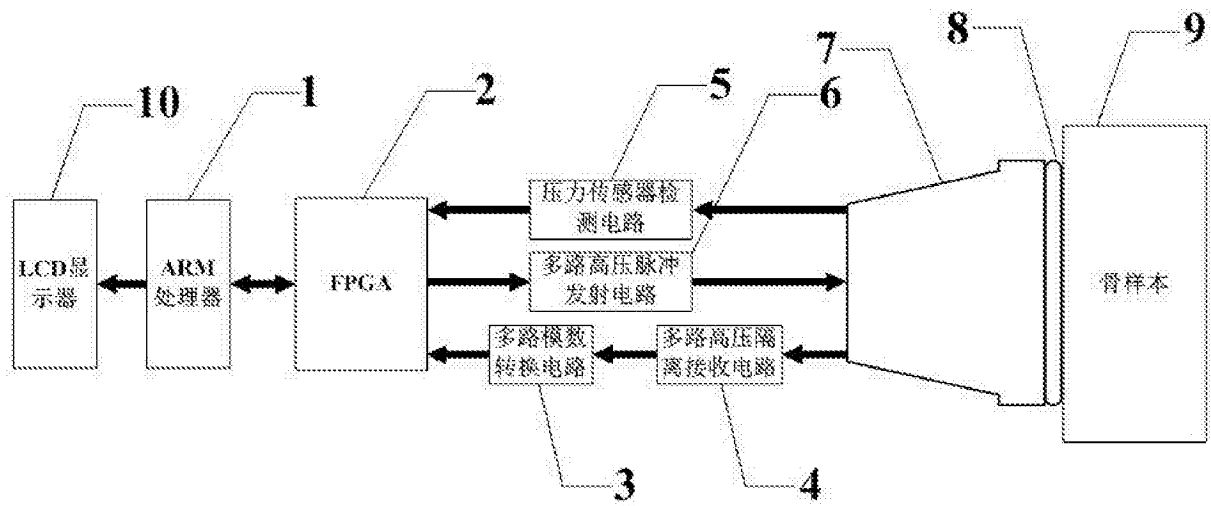 10
1
2
5
6
7
8
9
LCD显
示器
ARM
处理器
FPGA
压力传感器检
测电路
多路高压脉冲
发射电路
多路模数
转换电路
多路高压隔
离接收电路
骨样本
3
4